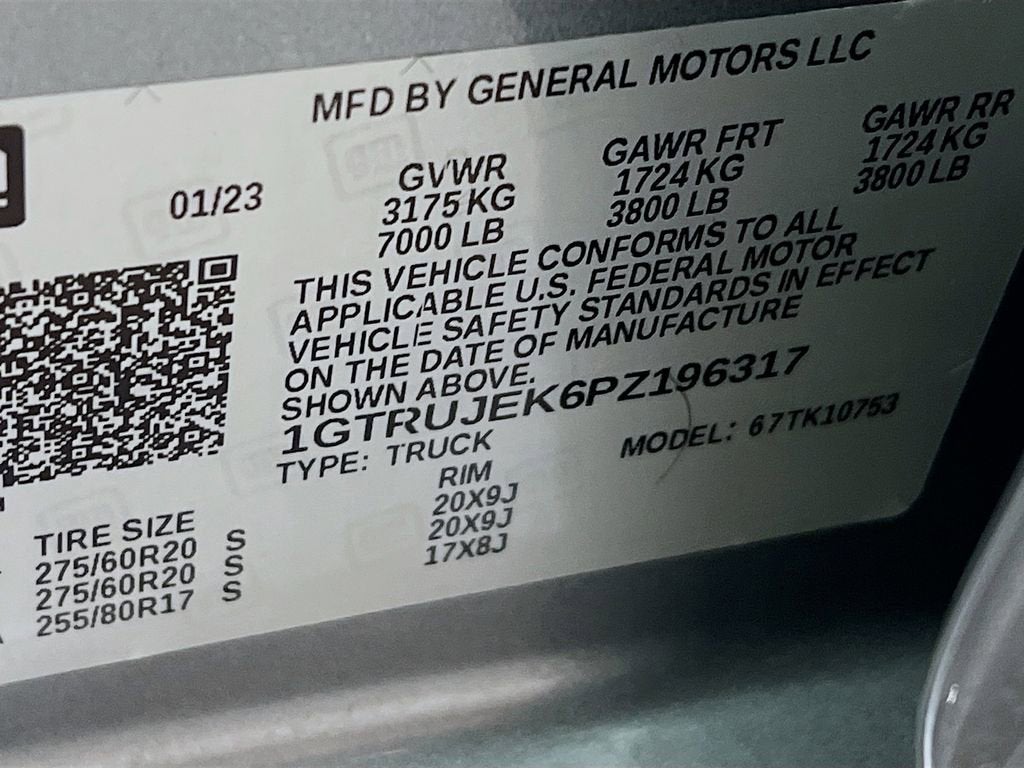 MFD BY GENERAL MOTORS LLC
01/23
GVWR
3175 KG
7000 LB
GAWR FRT
1724 KG
3800 LB
GAWR RR
1724 KG
3800 LB
THIS VEHICLE CONFORMS TO ALL
APPLICABLE U.S. FEDERAL MOTOR
VEHICLE SAFETY STANDARDS IN EFFECT
ON THE DATE OF MANUFACTURE
SHOWN ABOVE.
1GTRUJEK6PZ196317
TYPE: TRUCK
MODEL: 67TK10753
TIRE SIZE
275/60R20 S
275/60R20 S
255/80R17 S
RIM
20X9J
20X9J
17X8J